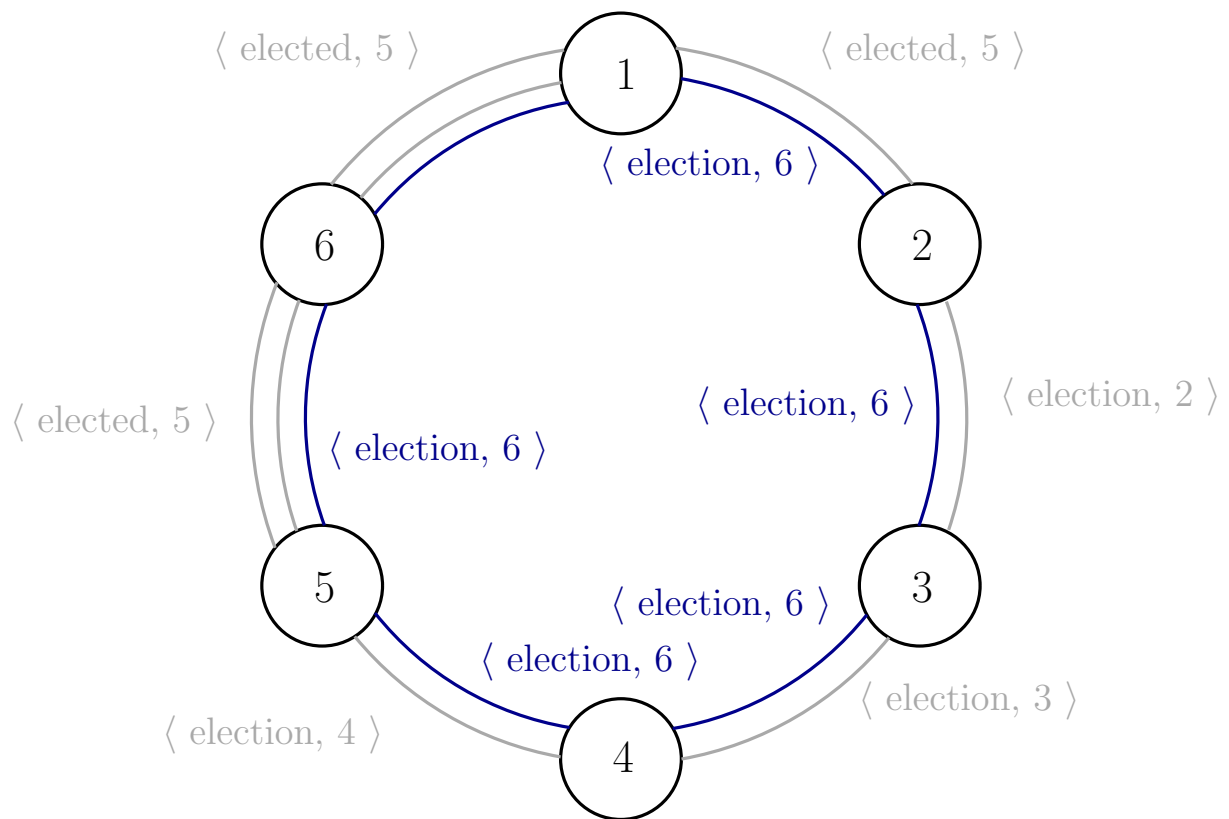 ⟨ elected, 5 ⟩
⟨ elected, 5 ⟩
1
⟨ election, 6 ⟩
6
2
⟨ elected, 5 ⟩
⟨ election, 6 ⟩
⟨ election, 6 ⟩
⟨ election, 2 ⟩
5
3
⟨ election, 6 ⟩
⟨ election, 6 ⟩
⟨ election, 4 ⟩
⟨ election, 3 ⟩
4